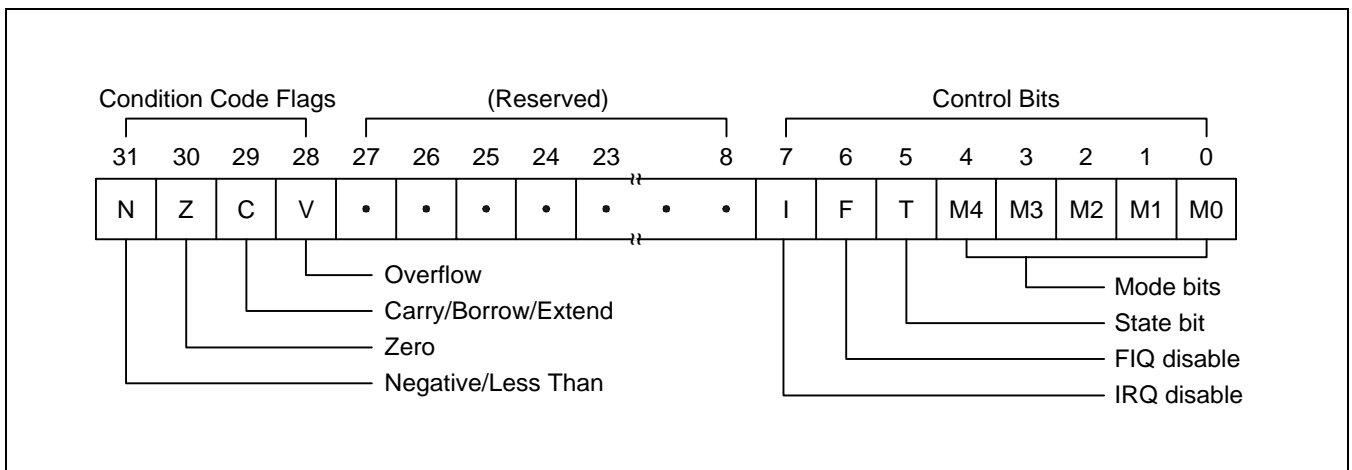 Condition Code Flags (Reserved) Control Bits
31 30 29 28 27 26 25 24 23 8 7 6 5 4 3 2 1 0
N Z C V • • • • • • • I F T M4 M3 M2 M1 M0
Overflow
Carry/Borrow/Extend
Zero
Negative/Less Than
Mode bits
State bit
FIQ disable
IRQ disable